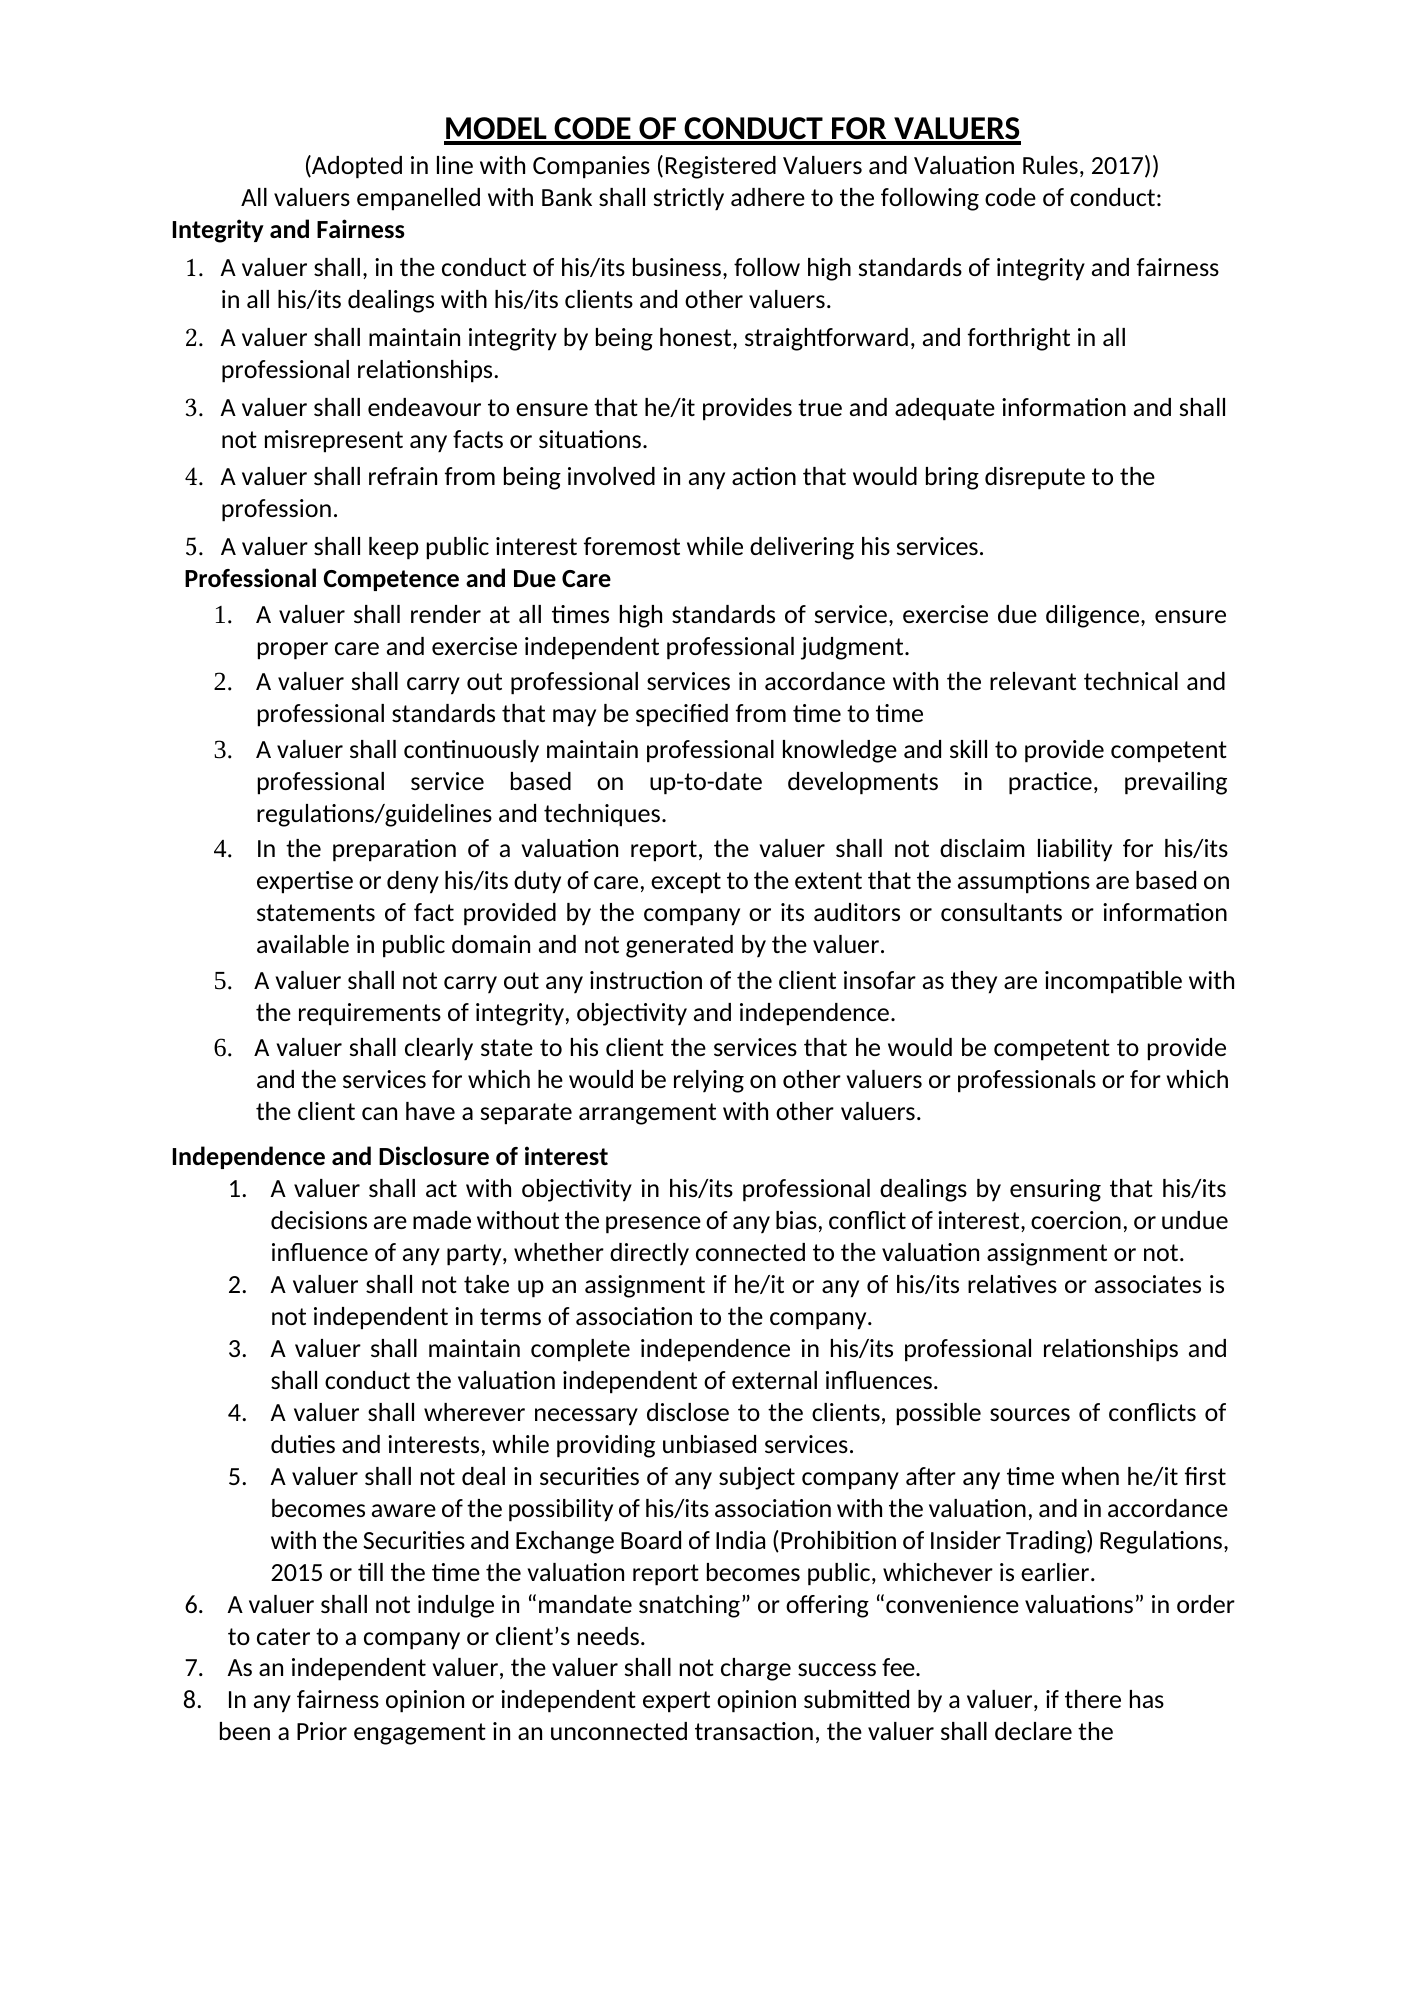 MODEL CODE OF CONDUCT FOR VALUERS
(Adopted in line with Companies (Registered Valuers and Valuation Rules, 2017))
All valuers empanelled with Bank shall strictly adhere to the following code of conduct:
Integrity and Fairness
1. A valuer shall, in the conduct of his/its business, follow high standards of integrity and fairness
in all his/its dealings with his/its clients and other valuers.
2. A valuer shall maintain integrity by being honest, straightforward, and forthright in all
professional relationships.
3. A valuer shall endeavour to ensure that he/it provides true and adequate information and shall
not misrepresent any facts or situations.
4. A valuer shall refrain from being involved in any action that would bring disrepute to the
profession.
5. A valuer shall keep public interest foremost while delivering his services.
Professional Competence and Due Care
1. A valuer shall render at all times high standards of service, exercise due diligence, ensure
proper care and exercise independent professional judgment.
2. A valuer shall carry out professional services in accordance with the relevant technical and
professional standards that may be specified from time to time
3. A valuer shall continuously maintain professional knowledge and skill to provide competent
professional service based on up-to-date developments in practice, prevailing
regulations/guidelines and techniques.
4. In the preparation of a valuation report, the valuer shall not disclaim liability for his/its
expertise or deny his/its duty of care, except to the extent that the assumptions are based on
statements of fact provided by the company or its auditors or consultants or information
available in public domain and not generated by the valuer.
5. A valuer shall not carry out any instruction of the client insofar as they are incompatible with
the requirements of integrity, objectivity and independence.
6. A valuer shall clearly state to his client the services that he would be competent to provide
and the services for which he would be relying on other valuers or professionals or for which
the client can have a separate arrangement with other valuers.
Independence and Disclosure of interest
1. A valuer shall act with objectivity in his/its professional dealings by ensuring that his/its
decisions are made without the presence of any bias, conflict of interest, coercion, or undue
influence of any party, whether directly connected to the valuation assignment or not.
2. A valuer shall not take up an assignment if he/it or any of his/its relatives or associates is
not independent in terms of association to the company.
3. A valuer shall maintain complete independence in his/its professional relationships and
shall conduct the valuation independent of external influences.
4. A valuer shall wherever necessary disclose to the clients, possible sources of conflicts of
duties and interests, while providing unbiased services.
5. A valuer shall not deal in securities of any subject company after any time when he/it first
becomes aware of the possibility of his/its association with the valuation, and in accordance
with the Securities and Exchange Board of India (Prohibition of Insider Trading) Regulations,
2015 or till the time the valuation report becomes public, whichever is earlier.
6. A valuer shall not indulge in “mandate snatching” or offering “convenience valuations” in order
to cater to a company or client’s needs.
7. As an independent valuer, the valuer shall not charge success fee.
8. In any fairness opinion or independent expert opinion submitted by a valuer, if there has
been a Prior engagement in an unconnected transaction, the valuer shall declare the